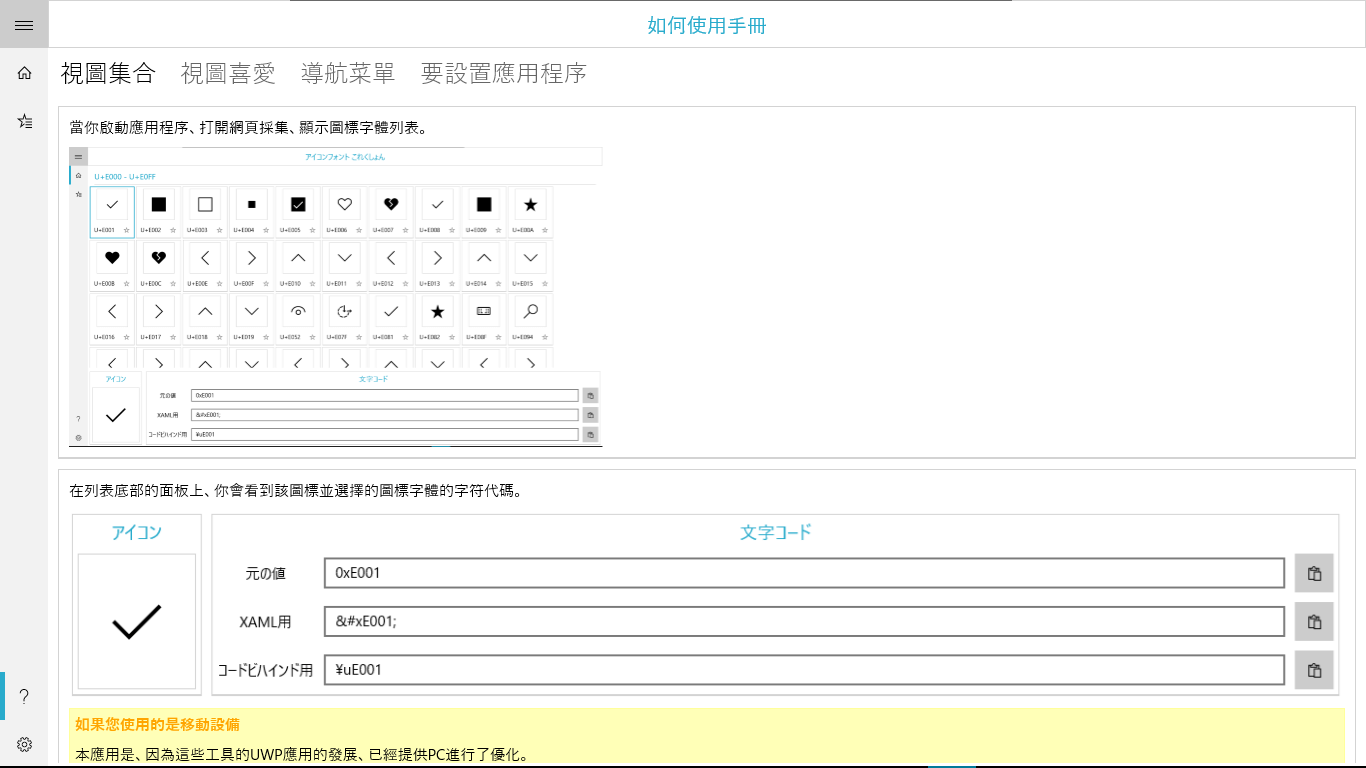 如何使用手冊
視圖集合 視圖喜愛 導航菜單 要設置應用程序
當你啟動應用程序、打開網頁採集、顯示圖標字體列表。
アイコンフォント これくしょん
U+E000 - U+E0FF
U+E001 U+E002 U+E003 U+E004 U+E005 U+E006 U+E007 U+E008 U+E009 U+E00A
U+E00B U+E00C U+E00E U+E00F U+E010 U+E011 U+E012 U+E013 U+E014 U+E015
U+E016 U+E017 U+E018 U+E019 U+E052 U+E07F U+E081 U+E082 U+E08F U+E094
アイコン 文字コード
元の値 0xE001
XAML用 &#xE001;
コードビハインド用 ¥uE001
在列表底部的面板上、你會看到該圖標並選擇的圖標字體的字符代碼。
アイコン 文字コード
元の値 0xE001
XAML用 &#xE001;
コードビハインド用 ¥uE001
如果您使用的是移動設備
本應用是、因為這些工具的UWP應用的發展、已經提供PC進行了優化。